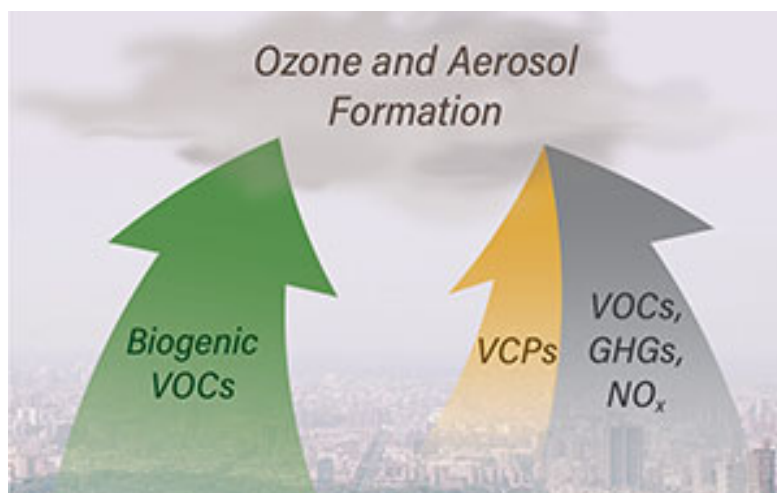 Ozone and Aerosol
Formation
Biogenic
VOCs
VCPs
VOCs,
GHGs,
NOₓ